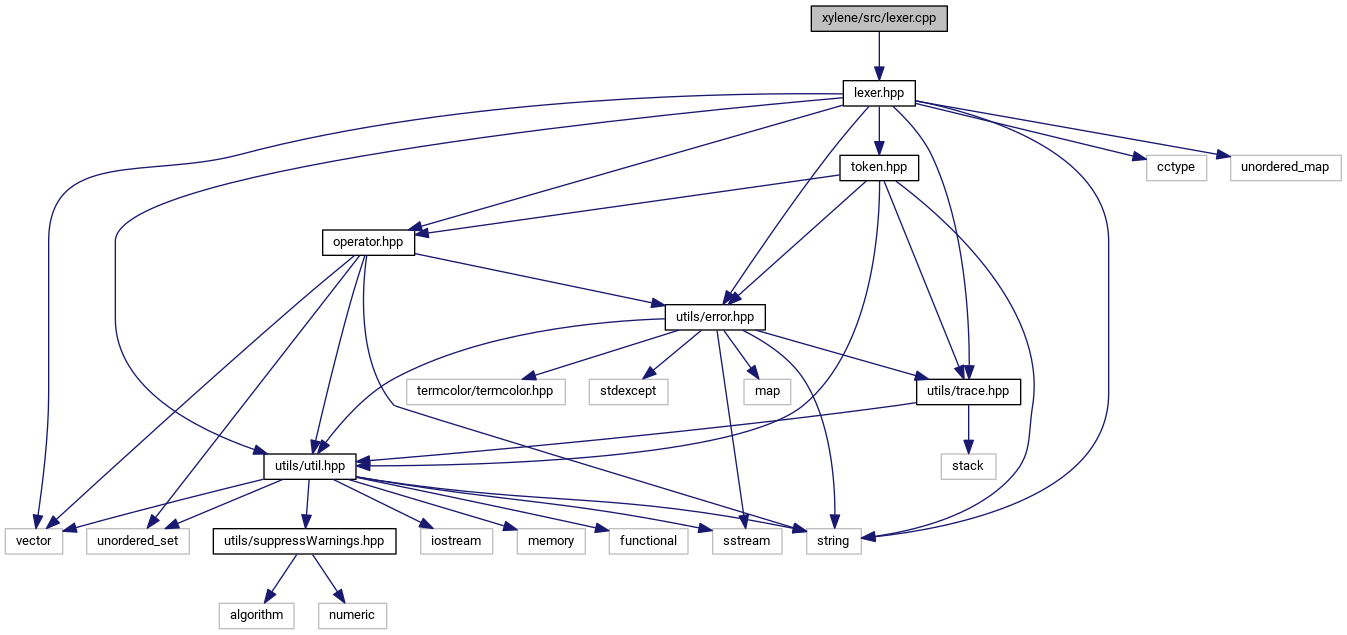 xylene/src/lexer.cpp
lexer.hpp
token.hpp
cctype
unordered_map
operator.hpp
utils/error.hpp
termcolor/termcolor.hpp
stdexcept
map
utils/trace.hpp
utils/util.hpp
stack
vector
unordered_set
utils/suppressWarnings.hpp
iostream
memory
functional
sstream
string
algorithm
numeric